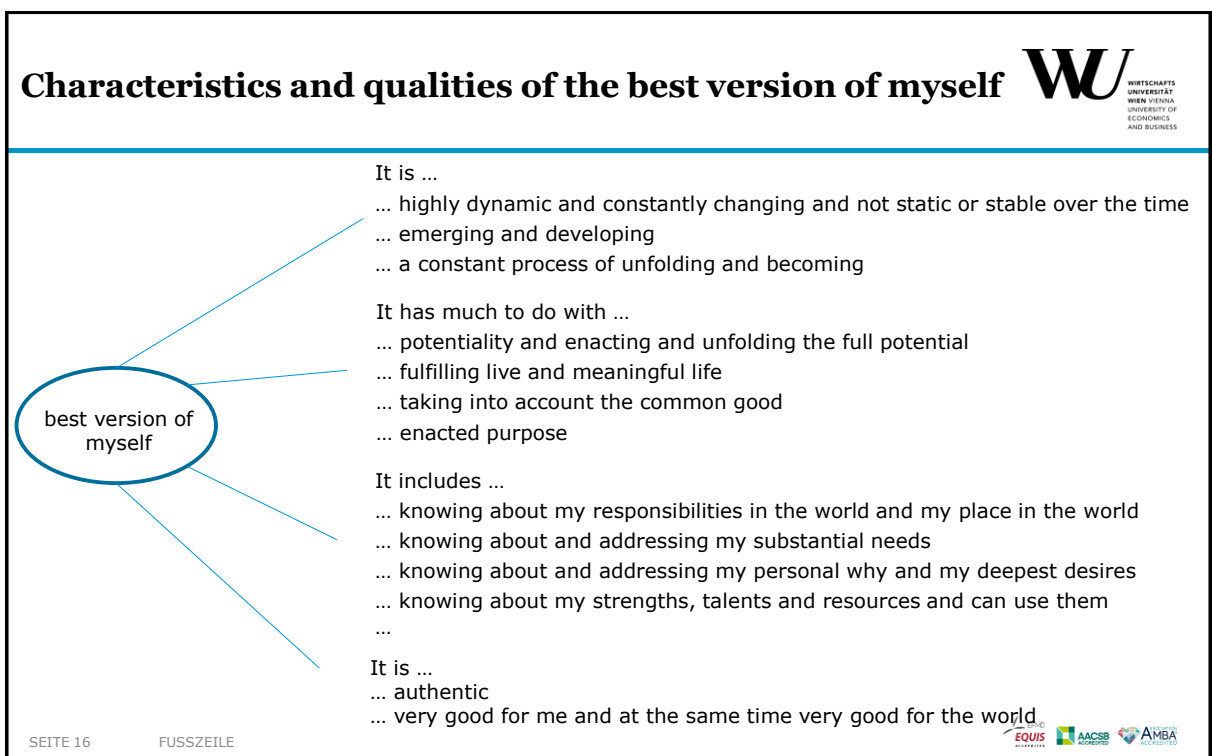 Characteristics and qualities of the best version of myself
WU
WIRTSCHAFTS
UNIVERSITÄT
WIEN VIENNA
UNIVERSITY OF
ECONOMICS
AND BUSINESS
It is …
… highly dynamic and constantly changing and not static or stable over the time
… emerging and developing
… a constant process of unfolding and becoming
It has much to do with …
… potentiality and enacting and unfolding the full potential
… fulfilling live and meaningful life
… taking into account the common good
… enacted purpose
best version of
myself
It includes …
… knowing about my responsibilities in the world and my place in the world
… knowing about and addressing my substantial needs
… knowing about and addressing my personal why and my deepest desires
… knowing about my strengths, talents and resources and can use them
…
It is …
… authentic
… very good for me and at the same time very good for the world
SEITE 16 FUSSZEILE
EFMD
EQUIS
ACCREDITED
AACSB
ACCREDITED
ASSOCIATION
AMBA
ACCREDITED